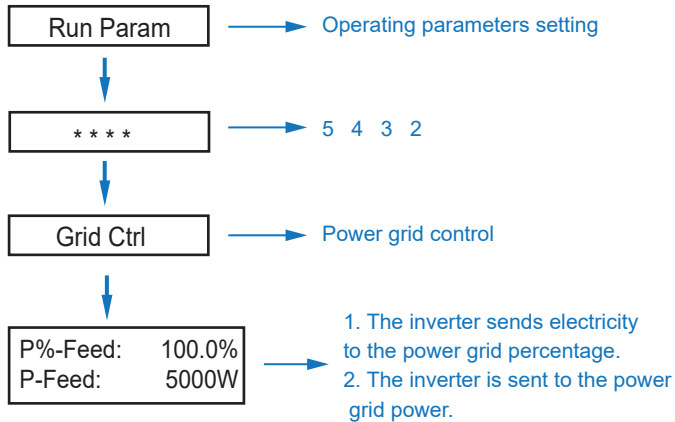 Run Param
Operating parameters setting
* * * *
5 4 3 2
Grid Ctrl
Power grid control
P%-Feed: 100.0%
P-Feed: 5000W
1. The inverter sends electricity
to the power grid percentage.
2. The inverter is sent to the power
grid power.